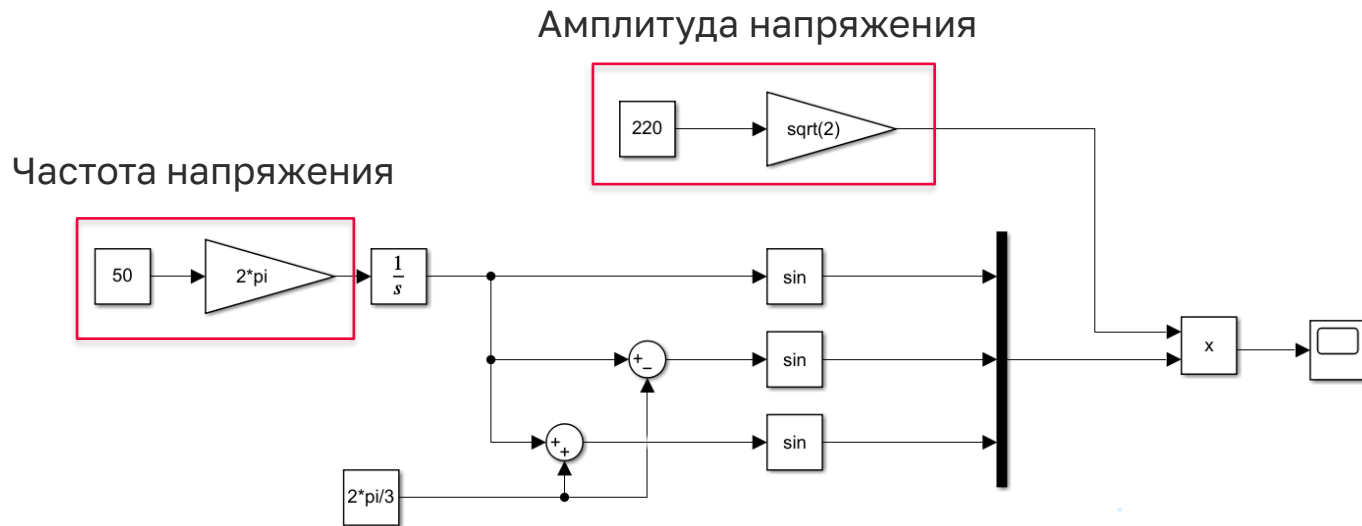 Амплитуда напряжения
220
sqrt(2)
Частота напряжения
50
2*pi
1
s
sin
+
−
sin
x
+
+
sin
2*pi/3